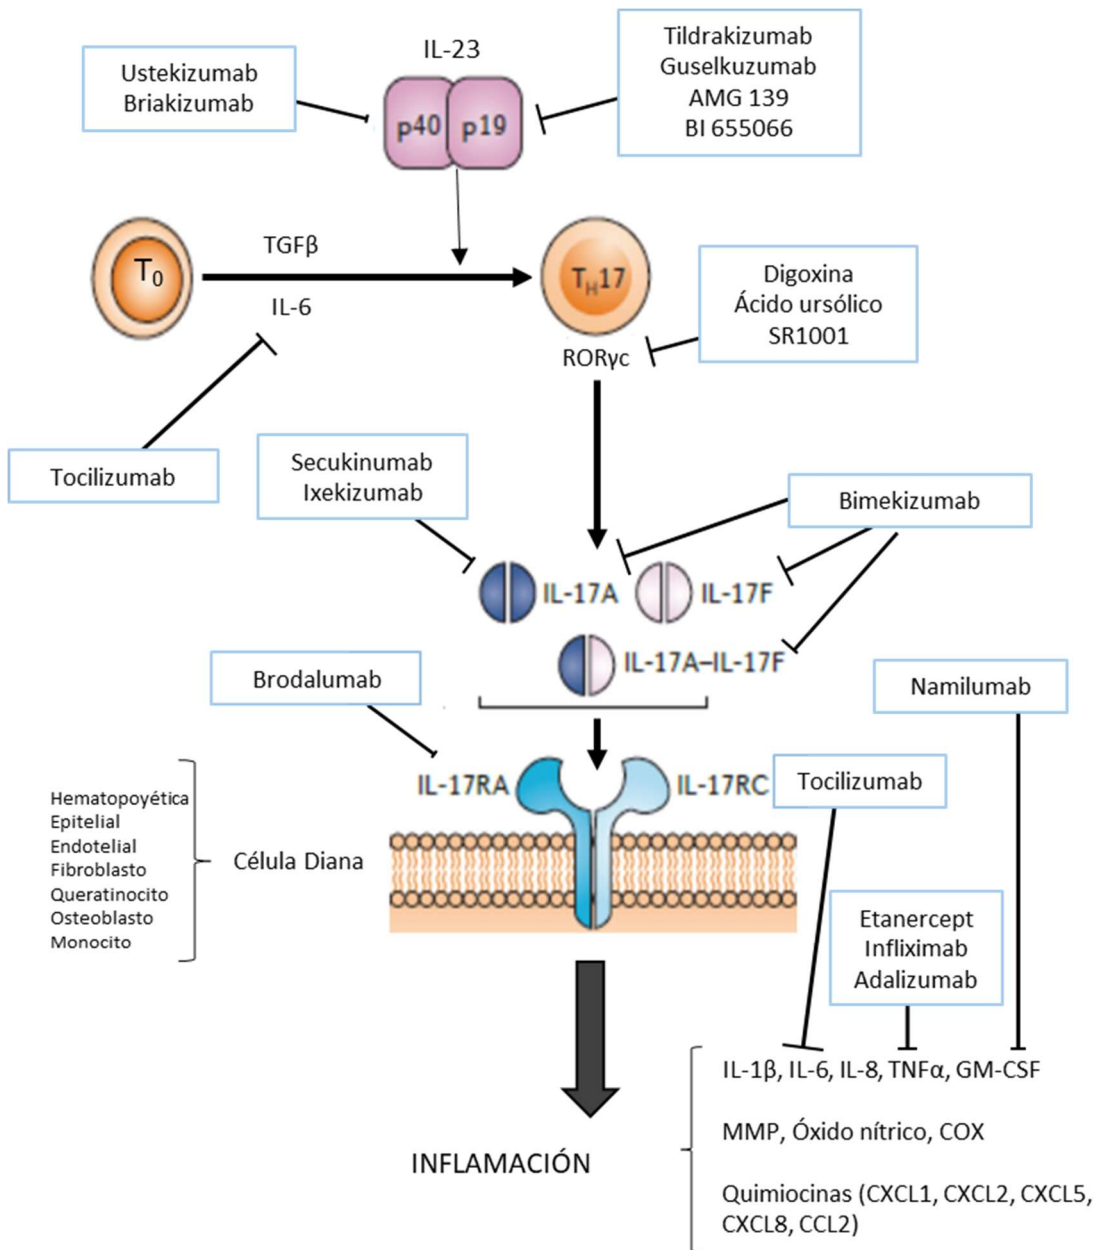 IL-23
Ustekizumab
Briakizumab
p40
p19
Tildrakizumab
Guselkuzumab
AMG 139
BI 655066
T₀
TGFβ
IL-6
T_H17
RORγc
Digoxina
Ácido ursólico
SR1001
Tocilizumab
Secukinumab
Ixekizumab
Bimekizumab
IL-17A
IL-17F
IL-17A–IL-17F
Brodalumab
Namilumab
IL-17RA
IL-17RC
Tocilizumab
Hematopoyética
Epitelial
Endotelial
Fibroblasto
Queratinocito
Osteoblasto
Monocito
Célula Diana
Etanercept
Infliximab
Adalizumab
INFLAMACIÓN
IL-1β, IL-6, IL-8, TNFα, GM-CSF
MMP, Óxido nítrico, COX
Quimiocinas (CXCL1, CXCL2, CXCL5,
CXCL8, CCL2)